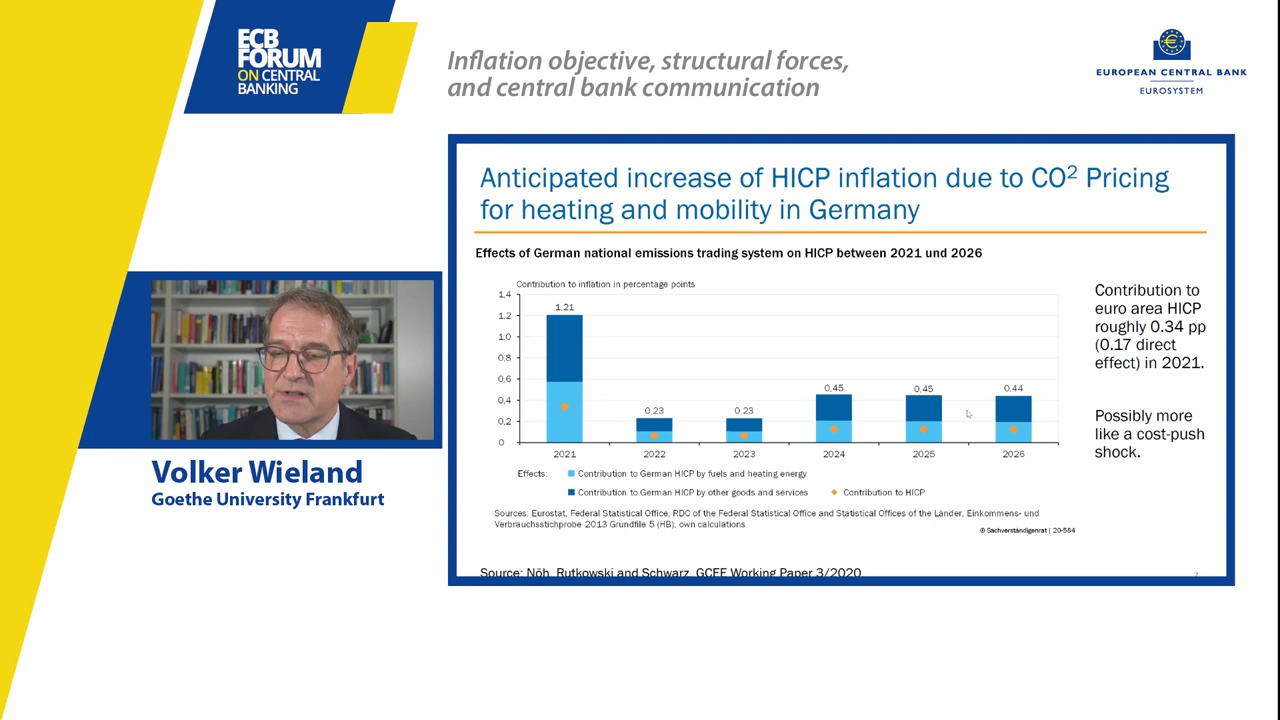 ECB
FORUM
ON CENTRAL
BANKING
Inflation objective, structural forces,
and central bank communication
EUROPEAN CENTRAL BANK
EUROSYSTEM
Anticipated increase of HICP inflation due to CO² Pricing
for heating and mobility in Germany
Effects of German national emissions trading system on HICP between 2021 und 2026
Contribution to inflation in percentage points
1,4
1,2
1,0
0,8
0,6
0,4
0,2
0
1,21
0,23
0,23
0,45
0,45
0,44
2021
2022
2023
2024
2025
2026
Effects:
Contribution to German HICP by fuels and heating energy
Contribution to German HICP by other goods and services
Contribution to HICP
Sources: Eurostat, Federal Statistical Office, RDC of the Federal Statistical Office and Statistical Offices of the Länder, Einkommens- und
Verbrauchsstichprobe 2013 Grundfile 5 (HB), own calculations
© Sachverständigenrat | 20-584
Contribution to
euro area HICP
roughly 0.34 pp
(0.17 direct
effect) in 2021.
Possibly more
like a cost-push
shock.
Source: Nöh, Rutkowski and Schwarz, GCEE Working Paper 3/2020
7
Volker Wieland
Goethe University Frankfurt